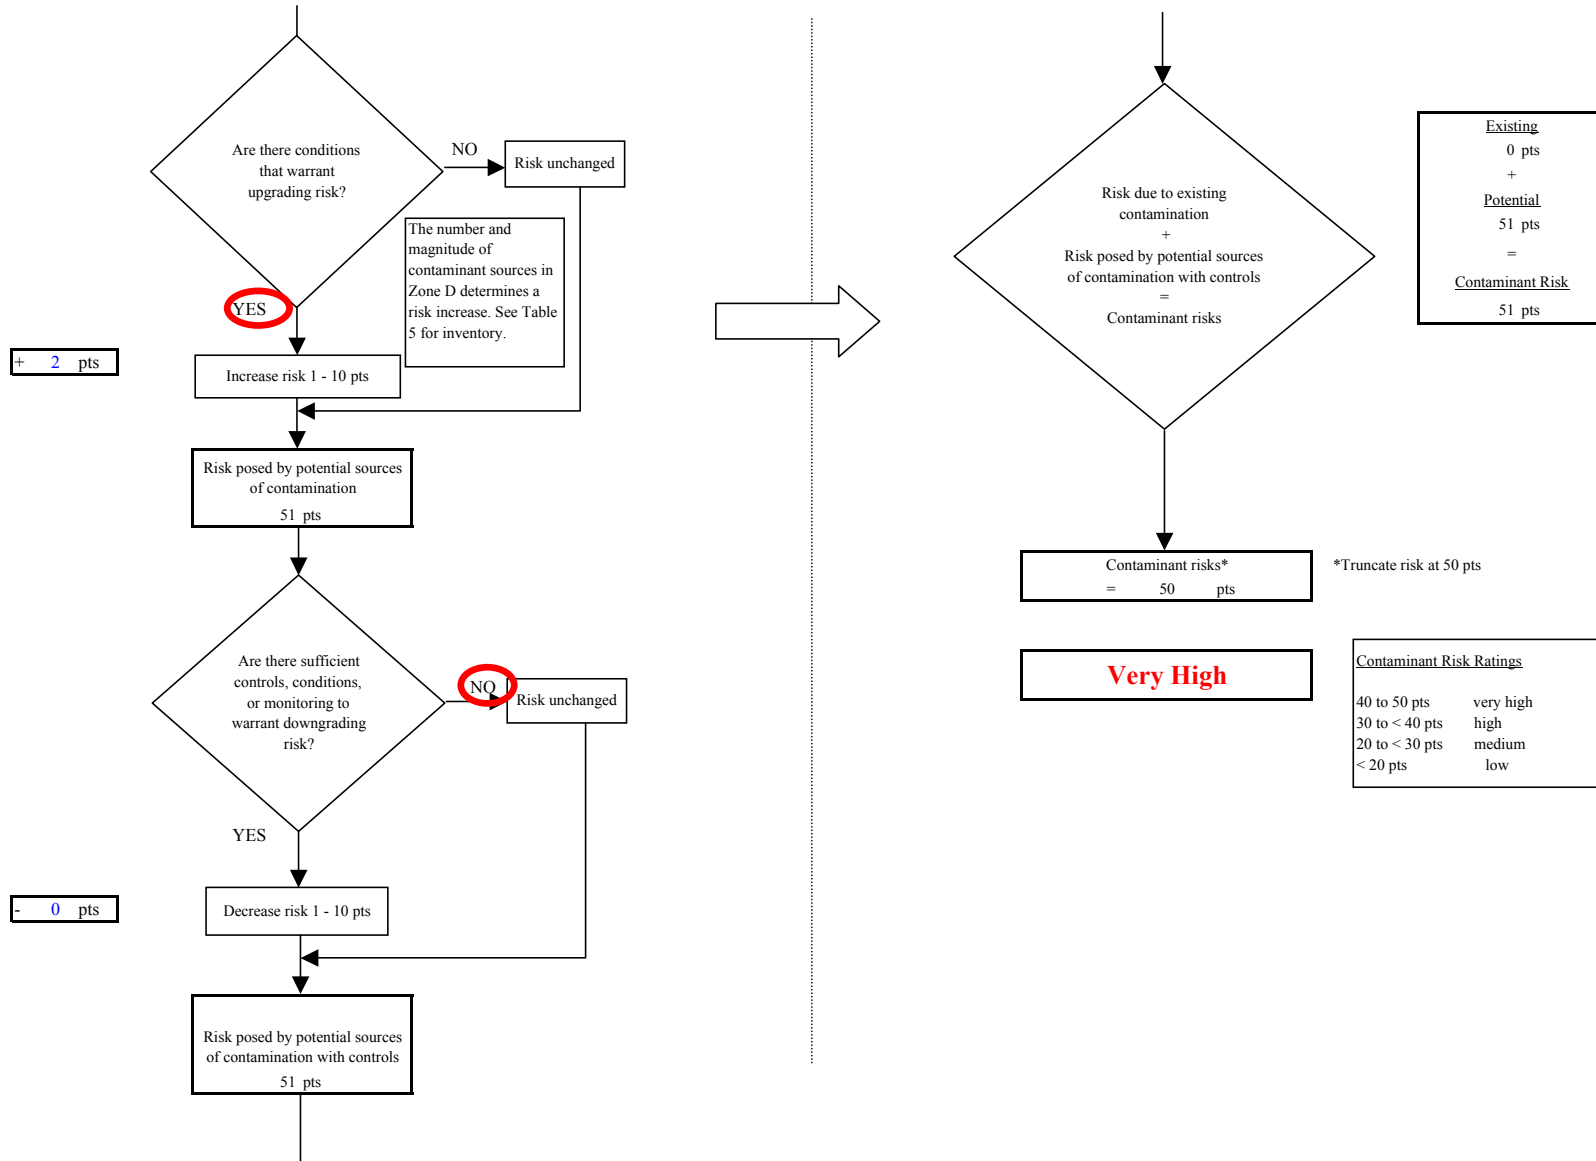 Are there conditions
that warrant
upgrading risk?
NO
Risk unchanged
The number and
magnitude of
contaminant sources in
Zone D determines a
risk increase. See Table
5 for inventory.
YES
+ 2 pts
Increase risk 1 - 10 pts
Risk posed by potential sources
of contamination
51 pts
Are there sufficient
controls, conditions,
or monitoring to
warrant downgrading
risk?
NO
Risk unchanged
YES
- 0 pts
Decrease risk 1 - 10 pts
Risk posed by potential sources
of contamination with controls
51 pts
Risk due to existing
contamination
+
Risk posed by potential sources
of contamination with controls
=
Contaminant risks
Existing
0 pts
+
Potential
51 pts
=
Contaminant Risk
51 pts
Contaminant risks*
= 50 pts
*Truncate risk at 50 pts
Very High
Contaminant Risk Ratings
40 to 50 pts very high
30 to < 40 pts high
20 to < 30 pts medium
< 20 pts low